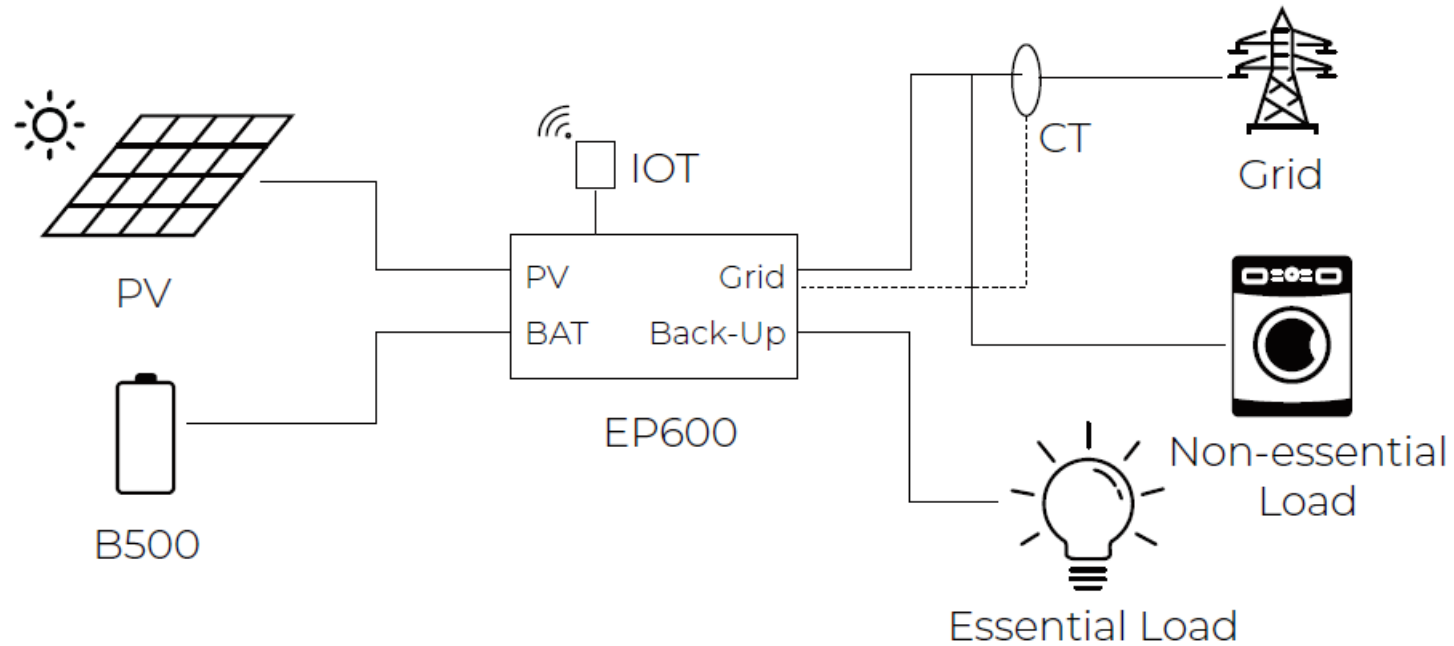 CT
IOT
Grid
PV
PV
Grid
BAT
Back-Up
EP600
B500
Non-essential
Load
Essential Load